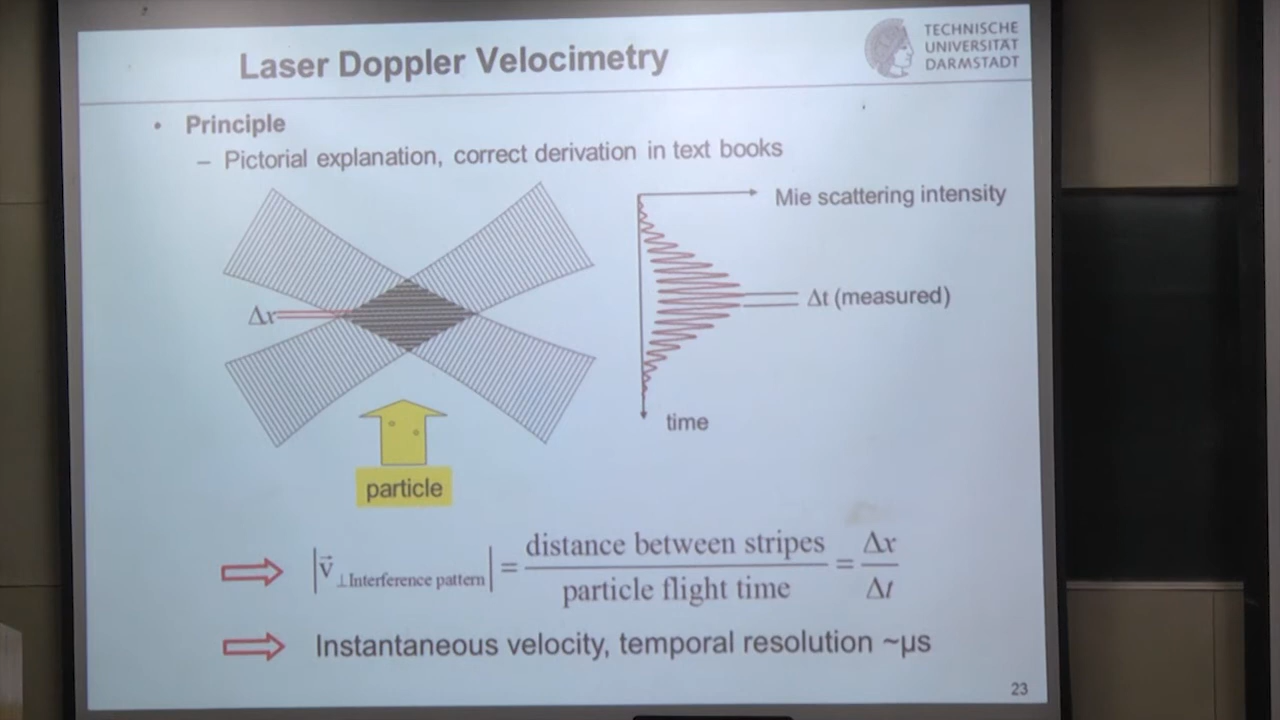 Laser Doppler Velocimetry
TECHNISCHE
UNIVERSITÄT
DARMSTADT
• Principle
– Pictorial explanation, correct derivation in text books
Mie scattering intensity
Δx
Δt (measured)
time
particle
|v⃗ ⊥Interference pattern| = distance between stripes / particle flight time = Δx / Δt
Instantaneous velocity, temporal resolution ~μs
23